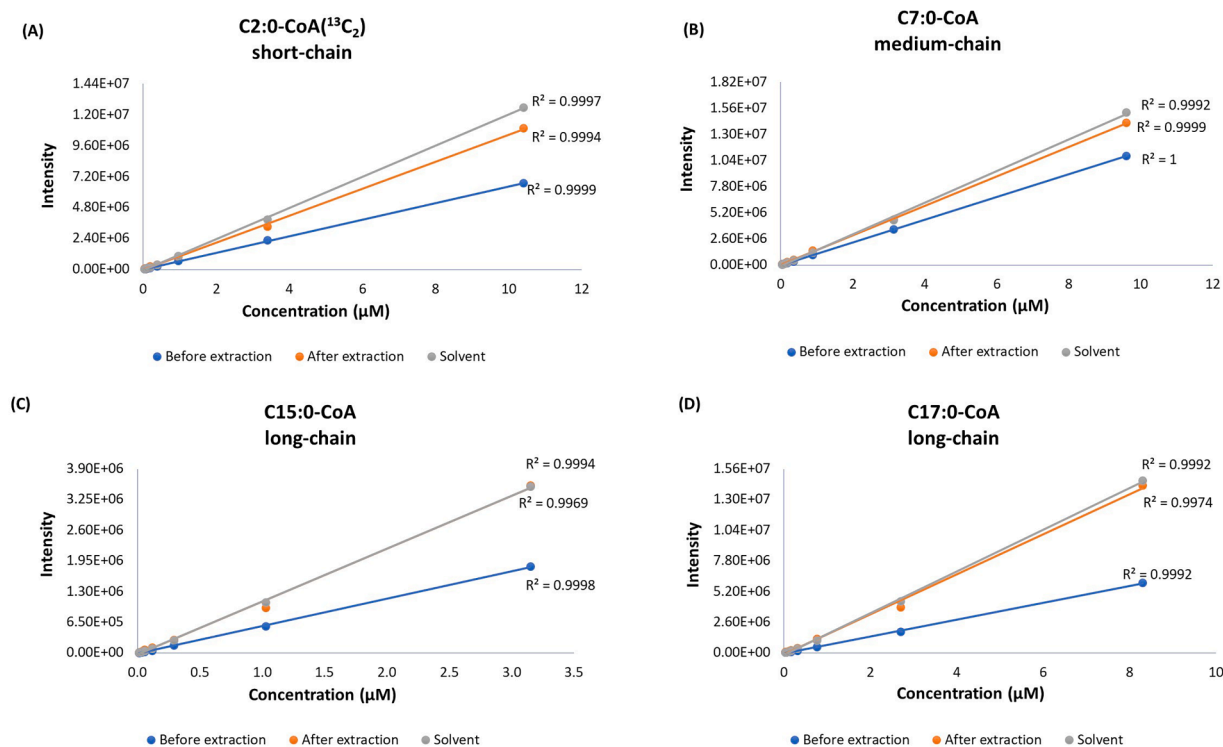 (A)
C2:0-CoA(¹³C₂)
short-chain
1.44E+07
1.20E+07
9.60E+06
7.20E+06
4.80E+06
2.40E+06
0.00E+00
Intensity
R² = 0.9997
R² = 0.9994
R² = 0.9999
0 2 4 6 8 10 12
Concentration (µM)
Before extraction After extraction Solvent
(B)
C7:0-CoA
medium-chain
1.82E+07
1.56E+07
1.30E+07
1.04E+07
7.80E+06
5.20E+06
2.60E+06
0.00E+00
Intensity
R² = 0.9992
R² = 0.9999
R² = 1
0 2 4 6 8 10 12
Concentration (µM)
Before extraction After extraction Solvent
(C)
C15:0-CoA
long-chain
3.90E+06
3.25E+06
2.60E+06
1.95E+06
1.30E+06
6.50E+05
0.00E+00
Intensity
R² = 0.9994
R² = 0.9969
R² = 0.9998
0.0 0.5 1.0 1.5 2.0 2.5 3.0 3.5
Concentration (µM)
Before extraction After extraction Solvent
(D)
C17:0-CoA
long-chain
1.56E+07
1.30E+07
1.04E+07
7.80E+06
5.20E+06
2.60E+06
0.00E+00
Intensity
R² = 0.9992
R² = 0.9974
R² = 0.9992
0 2 4 6 8 10
Concentration (µM)
Before extraction After extraction Solvent